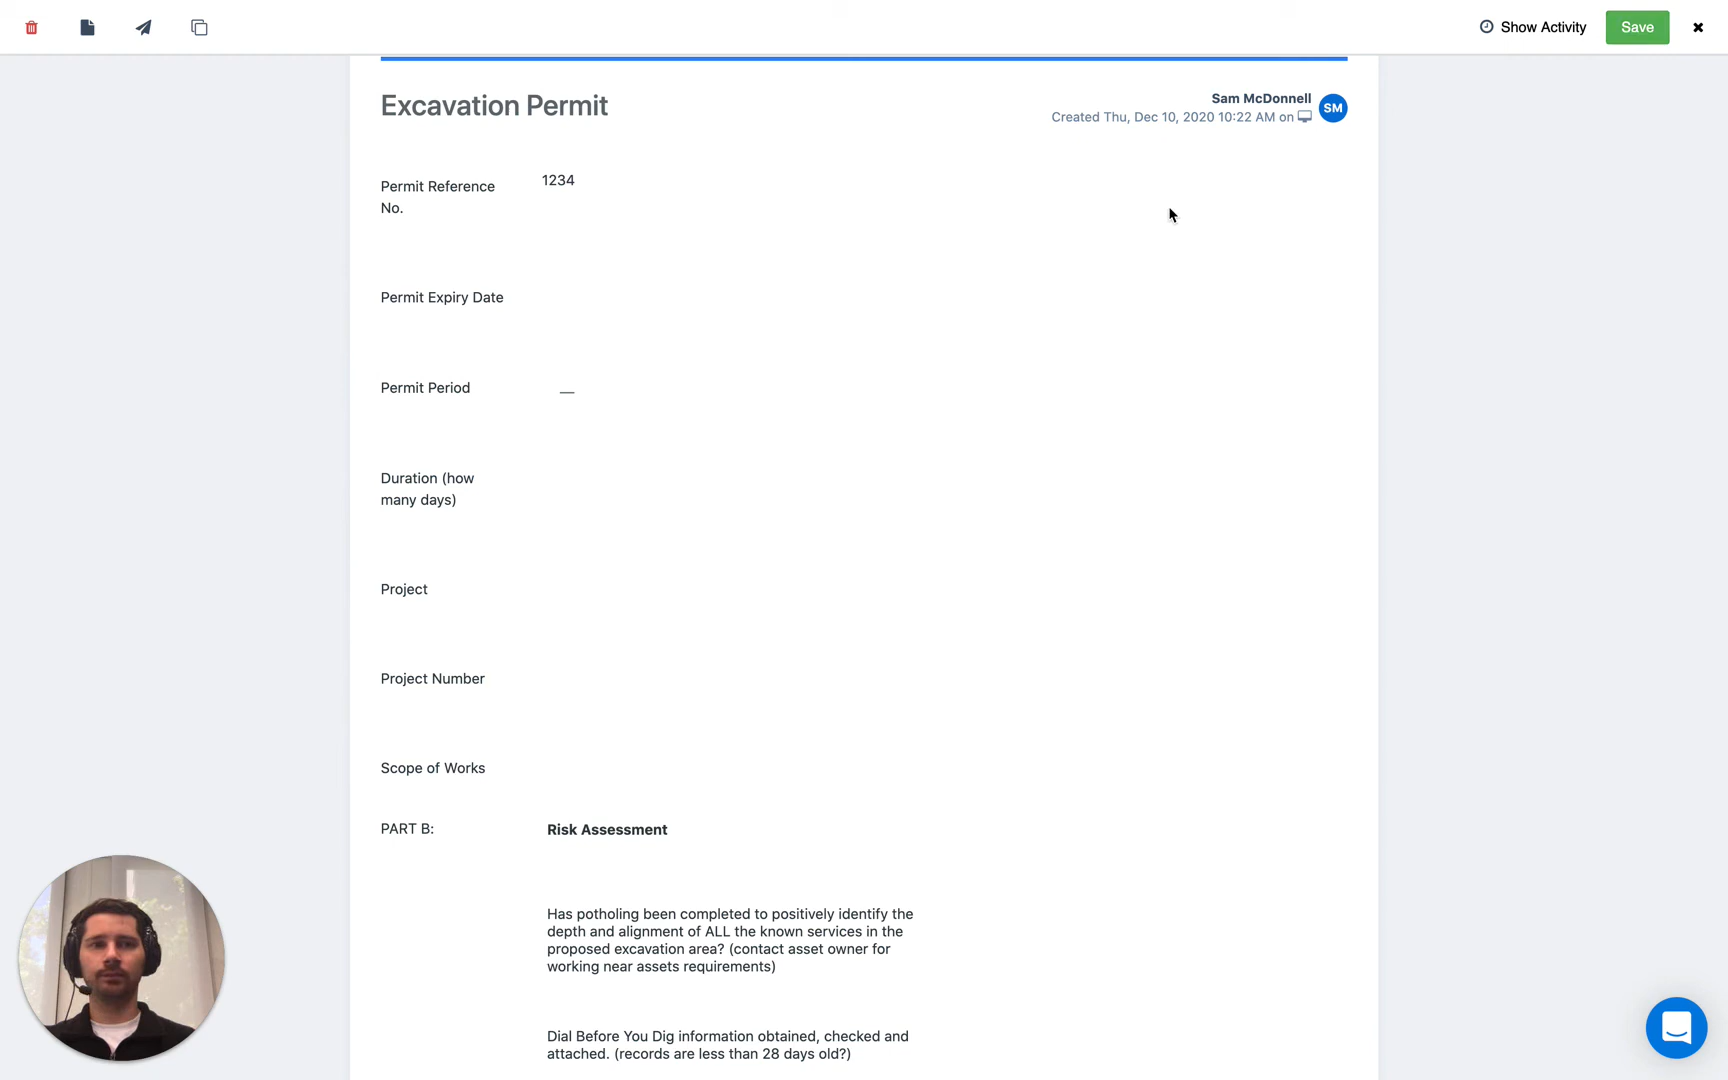 Show Activity
Save
Excavation Permit
Sam McDonnell
Created Thu, Dec 10, 2020 10:22 AM on
SM
Permit Reference
No.
1234
Permit Expiry Date
Permit Period
__
Duration (how
many days)
Project
Project Number
Scope of Works
PART B:
Risk Assessment
Has potholing been completed to positively identify the
depth and alignment of ALL the known services in the
proposed excavation area? (contact asset owner for
working near assets requirements)
Dial Before You Dig information obtained, checked and
attached. (records are less than 28 days old?)